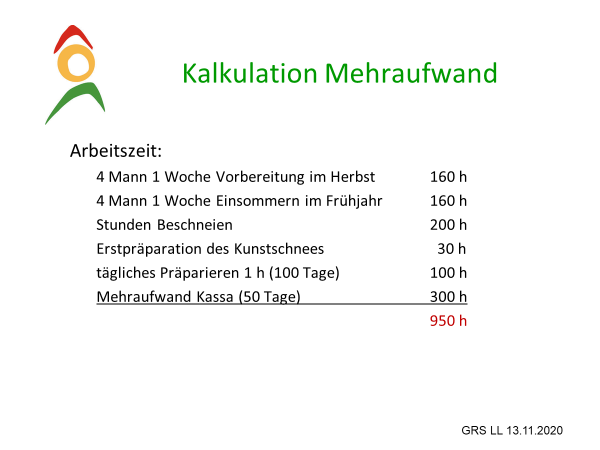 Kalkulation Mehraufwand
Arbeitszeit:
4 Mann 1 Woche Vorbereitung im Herbst 160 h
4 Mann 1 Woche Einsommern im Frühjahr 160 h
Stunden Beschneien 200 h
Erstpräparation des Kunstschnees 30 h
tägliches Präparieren 1 h (100 Tage) 100 h
Mehraufwand Kassa (50 Tage) 300 h
950 h
GRS LL 13.11.2020